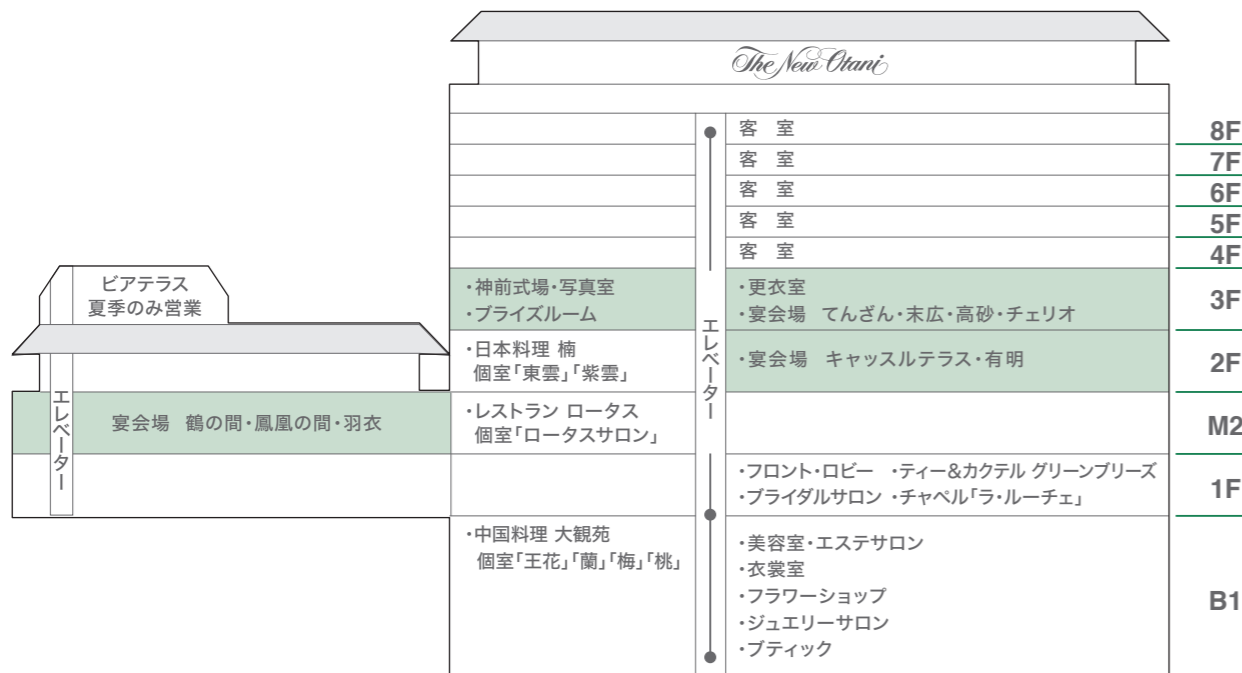 The New Otani
客 室
8F
客 室
7F
客 室
6F
客 室
5F
客 室
4F
ビアテラス
夏季のみ営業
・神前式場・写真室
・ブライズルーム
・更衣室
・宴会場 てんざん・末広・高砂・チェリオ
3F
エレベーター
・日本料理 楠
個室「東雲」「紫雲」
・宴会場 キャッスルテラス・有明
2F
エレベーター
宴会場 鶴の間・鳳凰の間・羽衣
・レストラン ロータス
個室「ロータスサロン」
M2
・フロント・ロビー ・ティー&カクテル グリーンブリーズ
・ブライダルサロン ・チャペル「ラ・ルーチェ」
1F
・中国料理 大観苑
個室「王花」「蘭」「梅」「桃」
・美容室・エステサロン
・衣裳室
・フラワーショップ
・ジュエリーサロン
・ブティック
B1